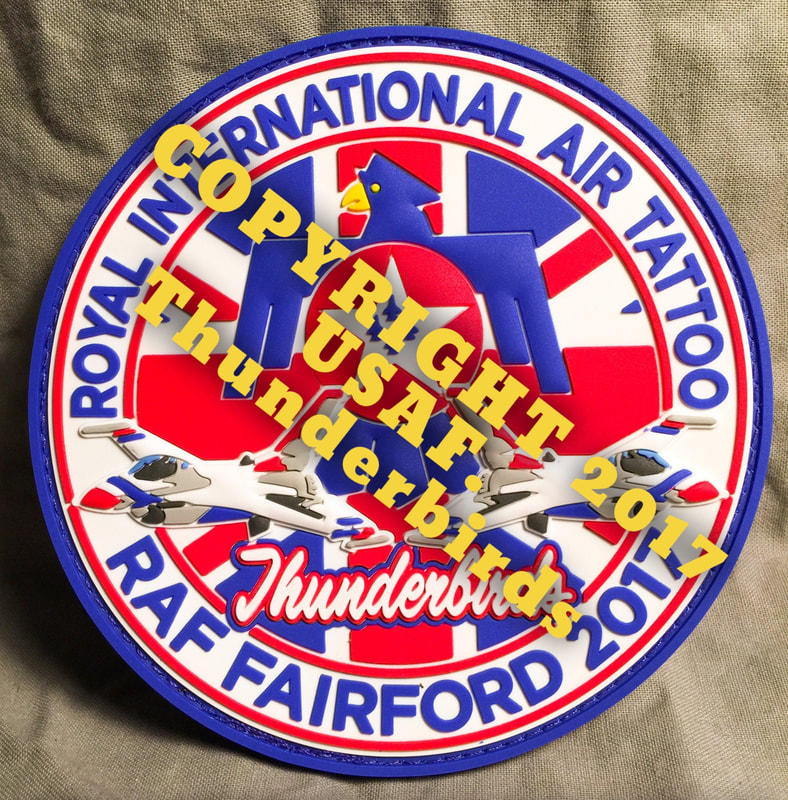 ROYAL INTERNATIONAL AIR TATTOO
COPYRIGHT 2017
USAF.
Thunderbirds
Thunderbirds
RAF FAIRFORD 2017